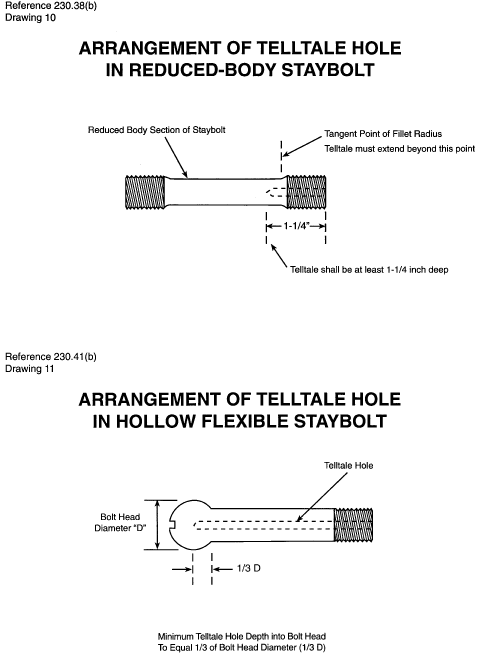 Reference 230.38(b)
Drawing 10
ARRANGEMENT OF TELLTALE HOLE
IN REDUCED-BODY STAYBOLT
Reduced Body Section of Staybolt
Tangent Point of Fillet Radius
Telltale must extend beyond this point
1-1/4"
Telltale shall be at least 1-1/4 inch deep
Reference 230.41(b)
Drawing 11
ARRANGEMENT OF TELLTALE HOLE
IN HOLLOW FLEXIBLE STAYBOLT
Telltale Hole
Bolt Head
Diameter "D"
1/3 D
Minimum Telltale Hole Depth into Bolt Head
To Equal 1/3 of Bolt Head Diameter (1/3 D)